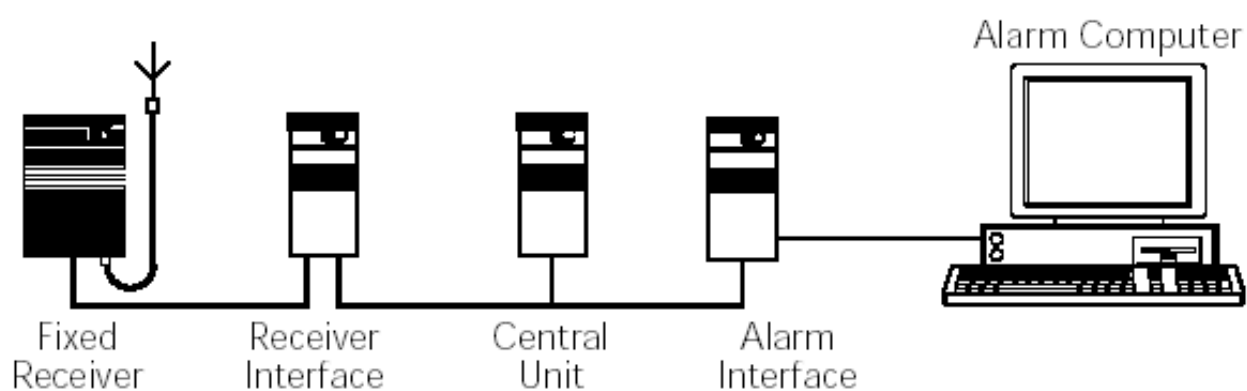 Alarm Computer
Fixed
Receiver
Receiver
Interface
Central
Unit
Alarm
Interface